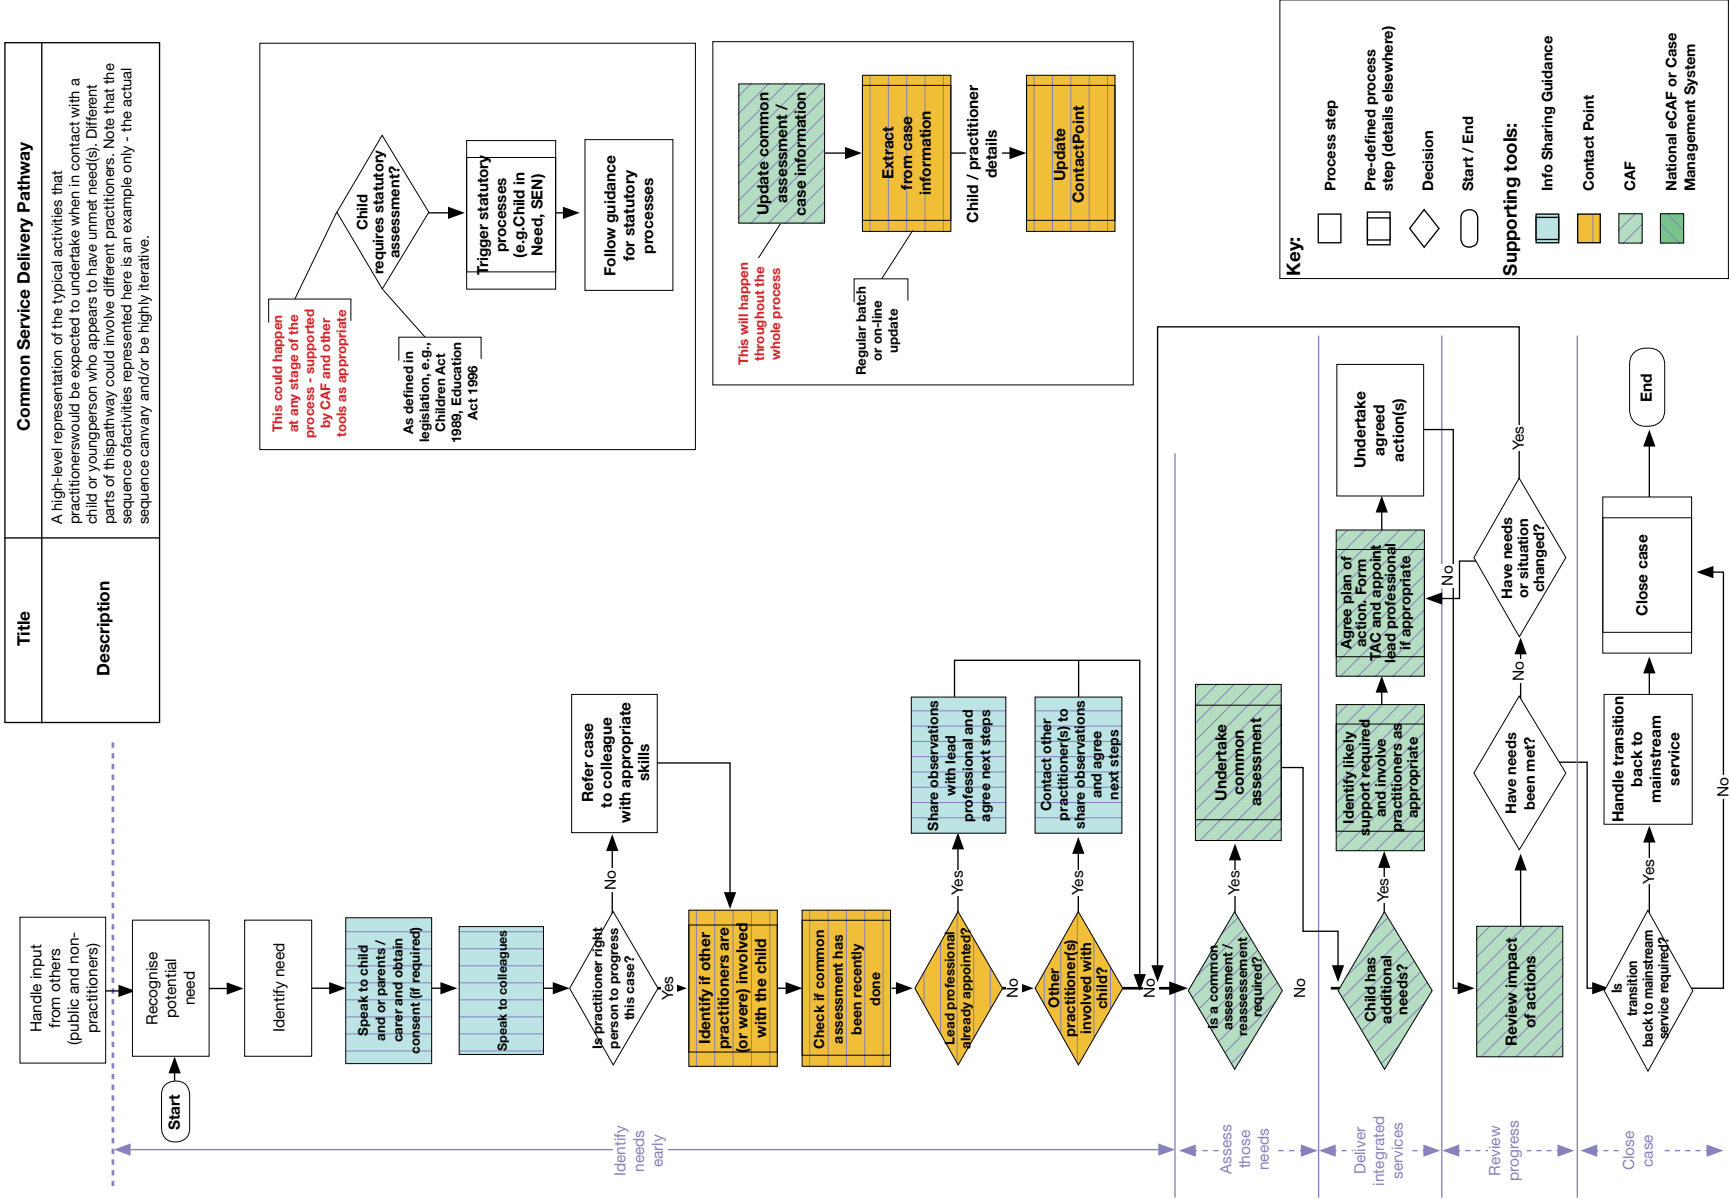 Title
Common Service Delivery Pathway
Description
A high-level representation of the typical activities that
practitionerswould be expected to undertake when in contact with a
child or youngperson who appears to have unmet need(s). Different
parts of thispathway could involve different practitioners. Note that the
sequence ofactivities represented here is an example only - the actual
sequence canvary and/or be highly iterative.
Handle input
from others
(public and non-
practitioners)
Start
Recognise
potential
need
Identify need
Speak to child
and or parents /
carer and obtain
consent (if required)
Speak to colleagues
Is practitioner right
person to progress
this case?
No
Refer case
to colleague
with appropriate
skills
Yes
Identify if other
practitioners are
(or were) involved
with the child
Check if common
assessment has
been recently
done
Lead professional
already appointed?
Yes
Share observations
with lead
professional and
agree next steps
No
Other
practitioner(s)
involved with
child?
Yes
Contact other
practitioner(s) to
share observations
and agree
next steps
No
Is a common
assessment /
reassessement
required?
Yes
Undertake
common
assessment
No
Child has
additional
needs?
Yes
Identify likely
support required
and involve
practitioners as
appropriate
Agree plan of
action. Form
TAC and appoint
lead professional
if appropriate
Undertake
agreed
action(s)
Review impact
of actions
Have needs
been met?
No
Have needs
or situation
changed?
No
Yes
Is
transition
back to mainstream
service required?
Yes
Handle transition
back to
mainstream
service
No
Close case
End
Identify
needs
early
Assess
those
needs
Deliver
integrated
services
Review
progress
Close
case
This could happen
at any stage of the
process - supported
by CAF and other
tools as appropriate
Child
requires statutory
assessment?
As defined in
legislation, e.g.,
Children Act
1989, Education
Act 1996
Trigger statutory
processes
(e.g.Child in
Need, SEN)
Follow guidance
for statutory
processes
This will happen
throughout the
whole process
Update common
assessment /
case information
Regular batch
or on-line
update
Extract
from case
information
Child / practitioner
details
Update
ContactPoint
Key:
Process step
Pre-defined process
step (details elsewhere)
Decision
Start / End
Supporting tools:
Info Sharing Guidance
Contact Point
CAF
National eCAF or Case
Management System